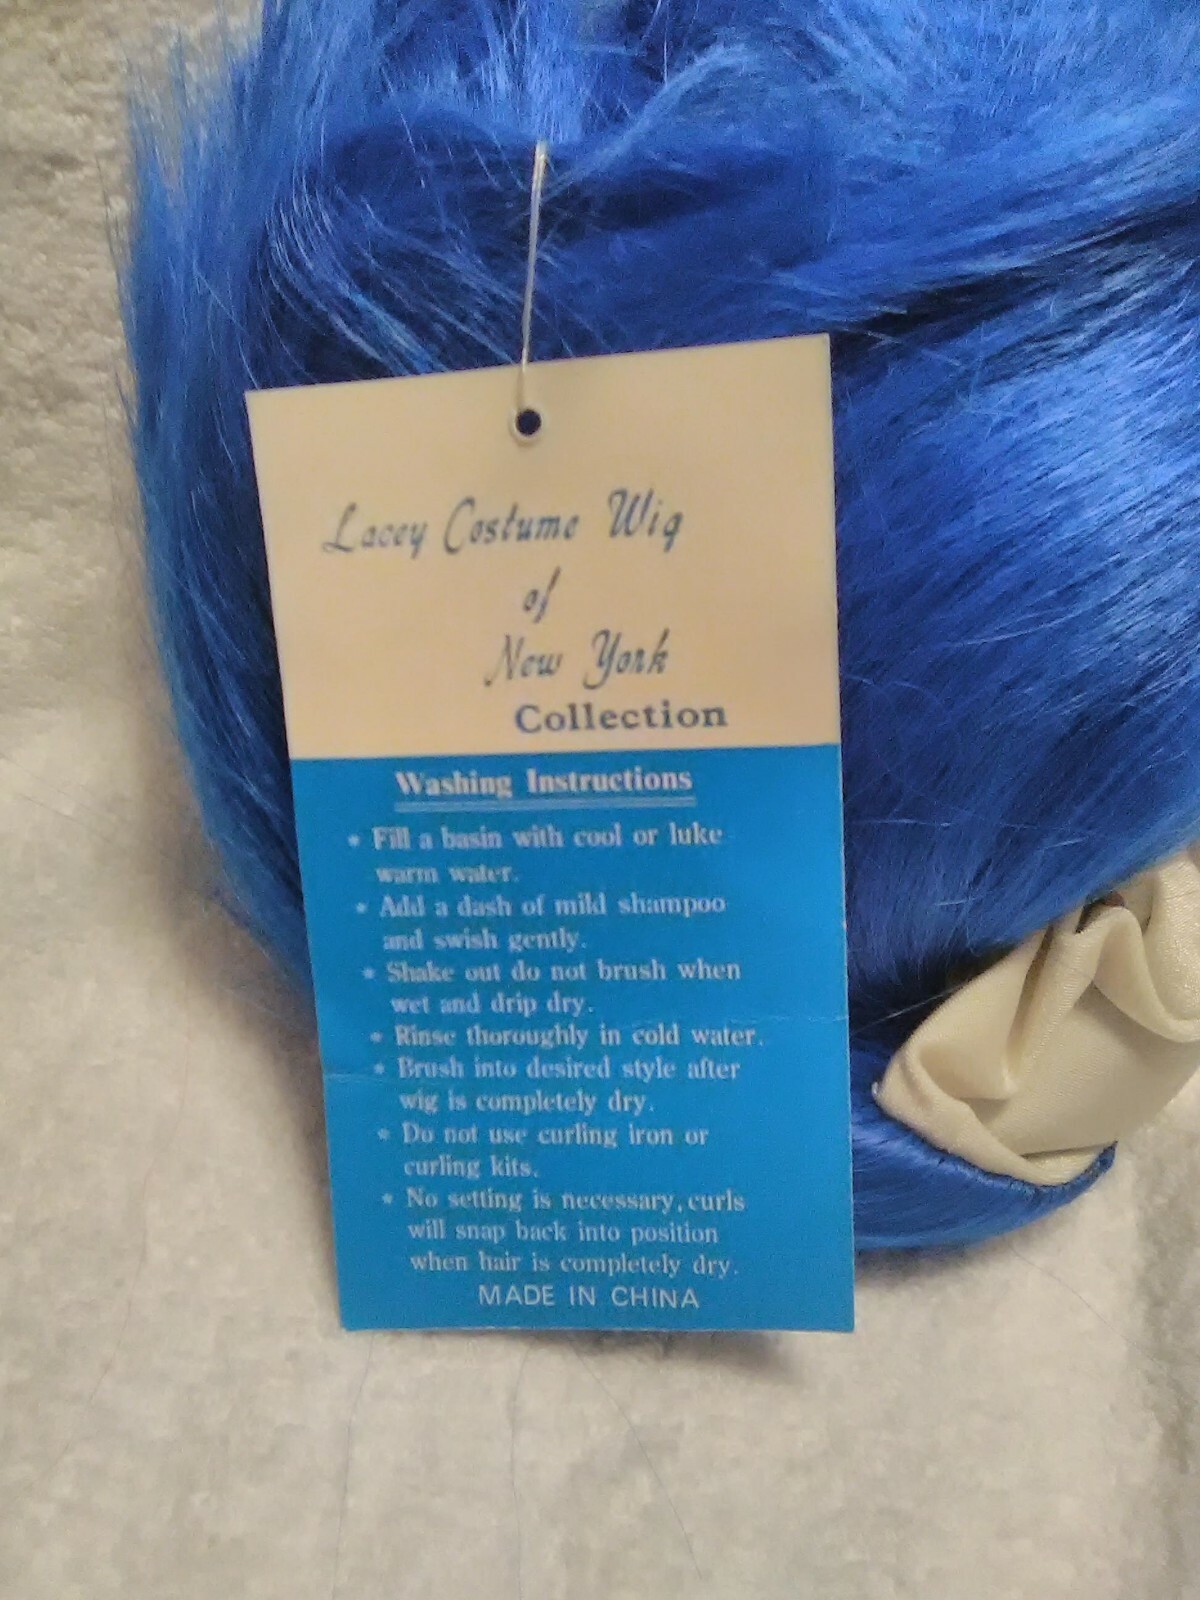 Lacey Costume Wig
of
New York
Collection
Washing Instructions
* Fill a basin with cool or luke
warm water.
* Add a dash of mild shampoo
and swish gently.
* Shake out do not brush when
wet and drip dry.
* Rinse thoroughly in cold water.
* Brush into desired style after
wig is completely dry.
* Do not use curling iron or
curling kits.
* No setting is necessary, curls
will snap back into position
when hair is completely dry.
MADE IN CHINA